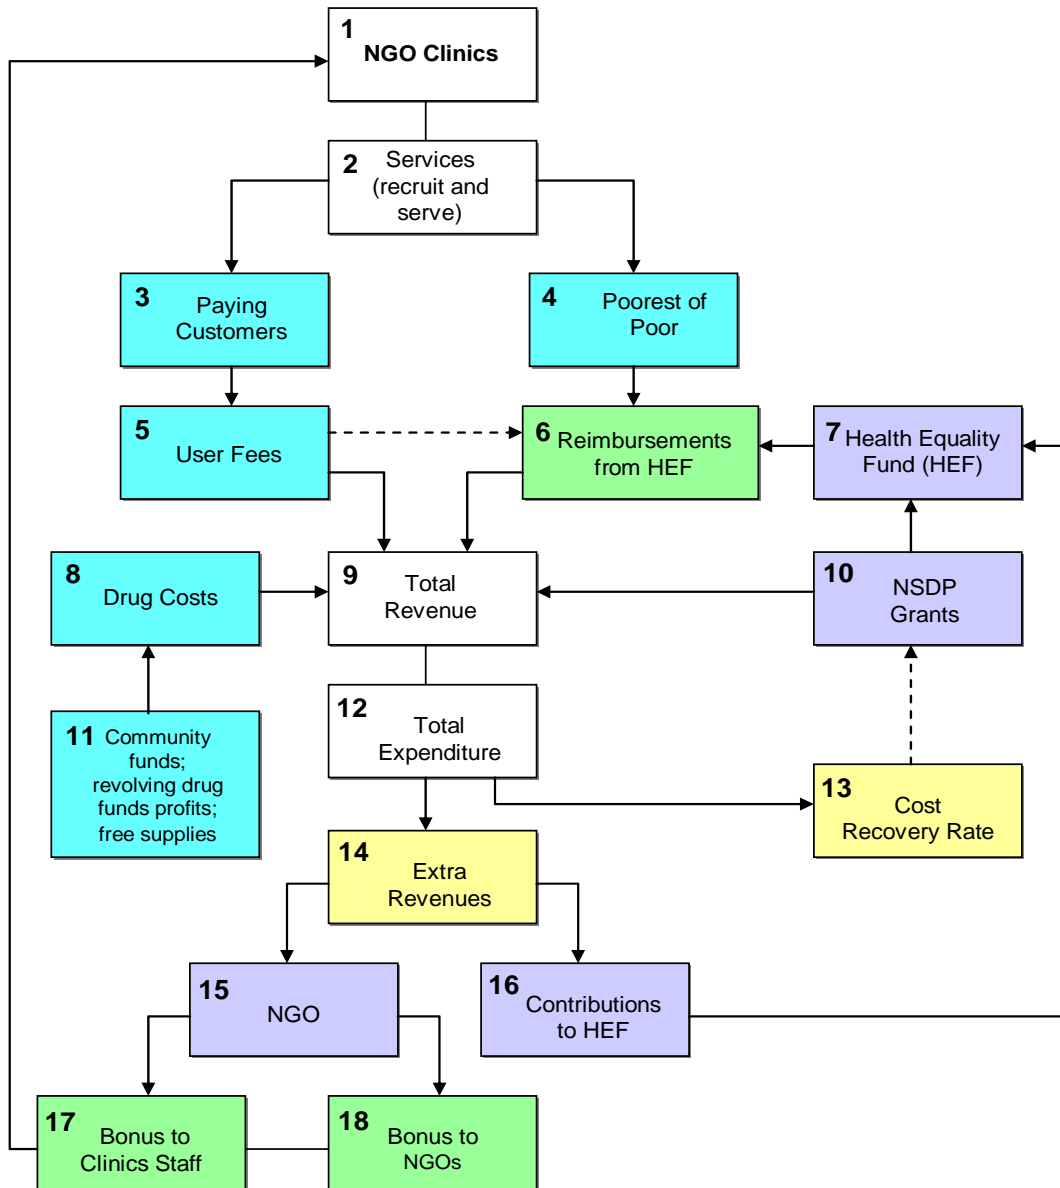 1
NGO Clinics
2
Services
(recruit and
serve)
3
Paying
Customers
4
Poorest of
Poor
5
User Fees
6
Reimbursements
from HEF
7
Health Equality
Fund (HEF)
8
Drug Costs
9
Total
Revenue
10
NSDP
Grants
11
Community
funds;
revolving drug
funds profits;
free supplies
12
Total
Expenditure
13
Cost
Recovery Rate
14
Extra
Revenues
15
NGO
16
Contributions
to HEF
17
Bonus to
Clinics Staff
18
Bonus to
NGOs